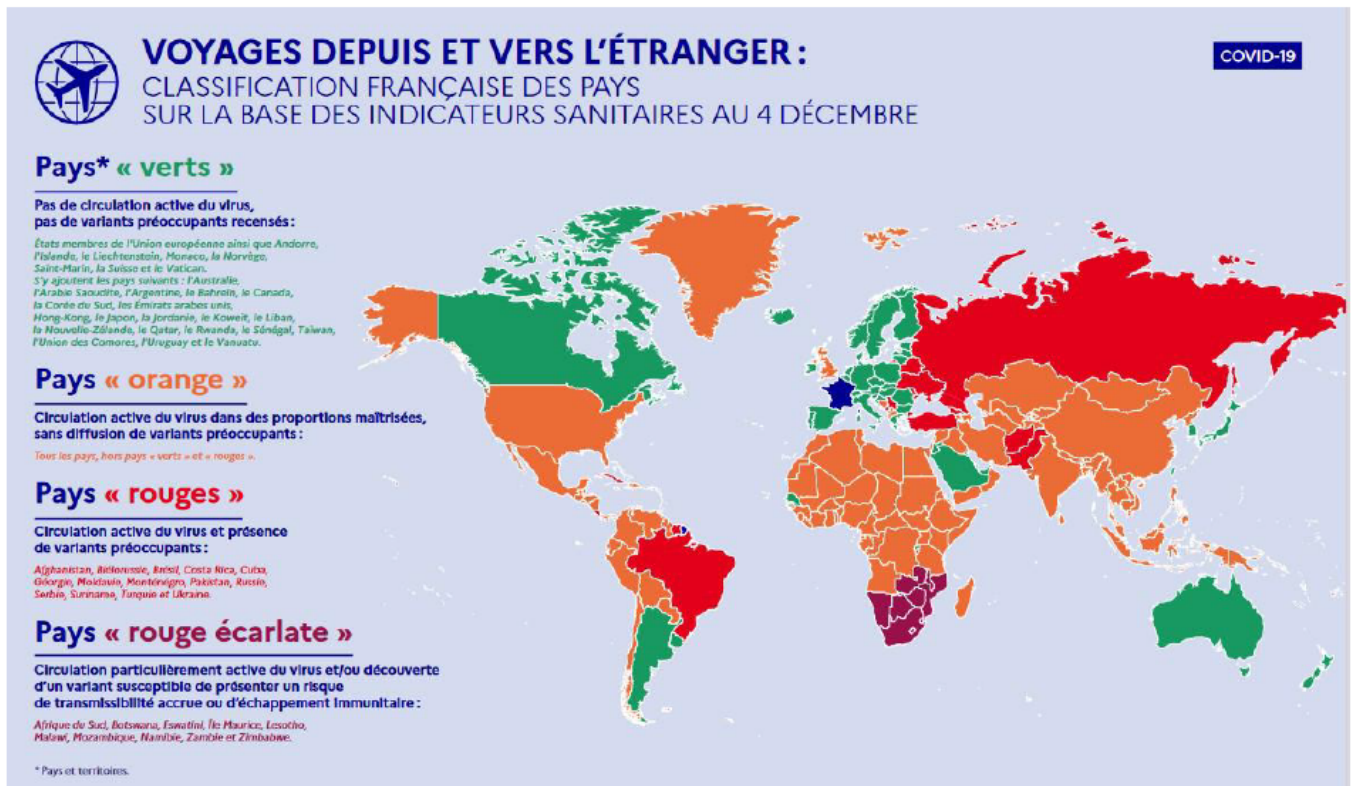 VOYAGES DEPUIS ET VERS L'ÉTRANGER :
CLASSIFICATION FRANÇAISE DES PAYS
SUR LA BASE DES INDICATEURS SANITAIRES AU 4 DÉCEMBRE
COVID-19
Pays* « verts »
Pas de circulation active du virus,
pas de variants préoccupants recensés :
États membres de l'Union européenne ainsi que Andorre,
l'Islande, le Liechtenstein, Monaco, la Norvège,
Saint-Marin, la Suisse et le Vatican.
S'y ajoutent les pays suivants : l'Australie,
l'Arabie Saoudite, l'Argentine, le Bahreïn, le Canada,
la Corée du Sud, les Émirats arabes unis,
Hong-Kong, le Japon, la Jordanie, le Koweït, le Liban,
la Nouvelle-Zélande, le Qatar, le Rwanda, le Sénégal, Taiwan,
l'Union des Comores, l'Uruguay et le Vanuatu.
Pays « orange »
Circulation active du virus dans des proportions maîtrisées,
sans diffusion de variants préoccupants :
Tous les pays, hors pays « verts » et « rouges ».
Pays « rouges »
Circulation active du virus et présence
de variants préoccupants :
Afghanistan, Biélorussie, Brésil, Costa Rica, Cuba,
Géorgie, Moldavie, Monténégro, Pakistan, Russie,
Serbie, Suriname, Turquie et Ukraine.
Pays « rouge écarlate »
Circulation particulièrement active du virus et/ou découverte
d'un variant susceptible de présenter un risque
de transmissibilité accrue ou d'échappement immunitaire :
Afrique du Sud, Botswana, Eswatini, Île Maurice, Lesotho,
Malawi, Mozambique, Namibie, Zambie et Zimbabwe.
* Pays et territoires.